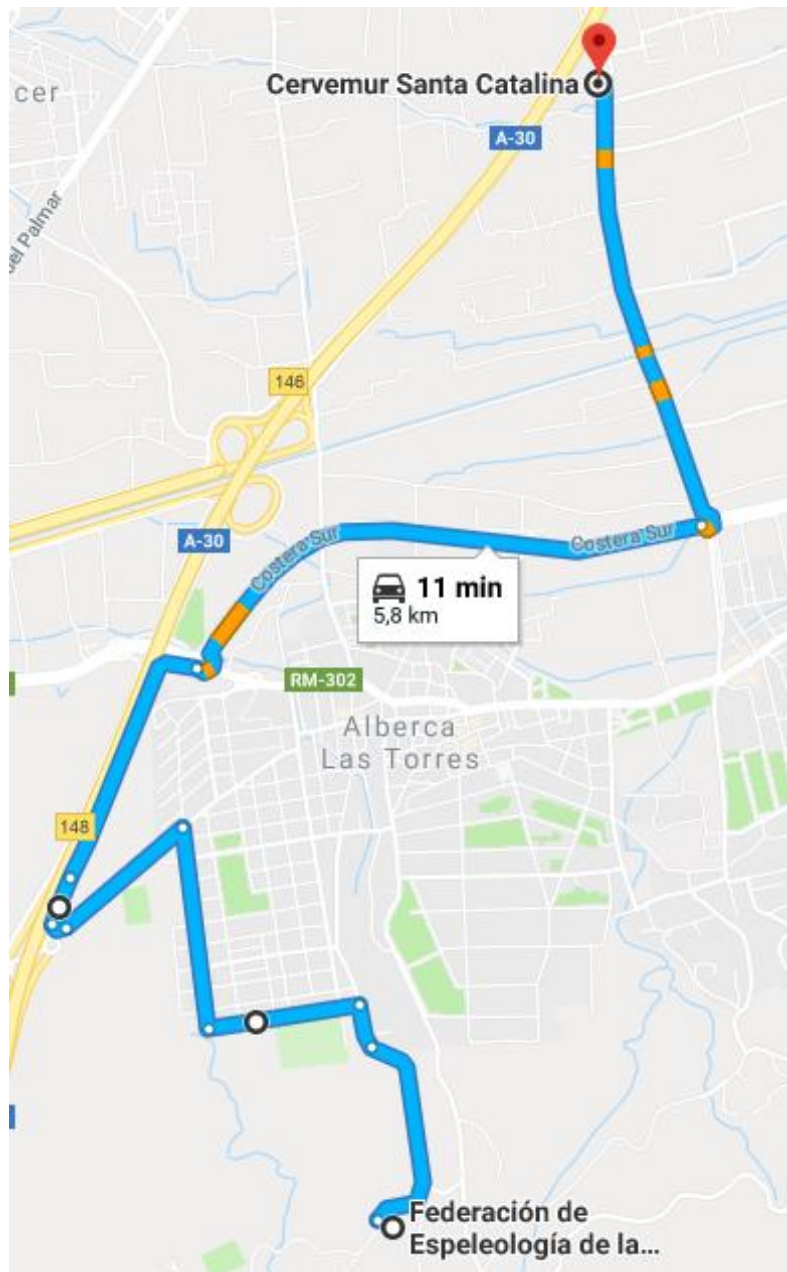 Cervemur Santa Catalina
cer
A-30
del Palmar
146
A-30
Costera Sur
Costera Sur
11 min
5,8 km
RM-302
Alberca
Las Torres
148
Federación de
Espeleología de la...